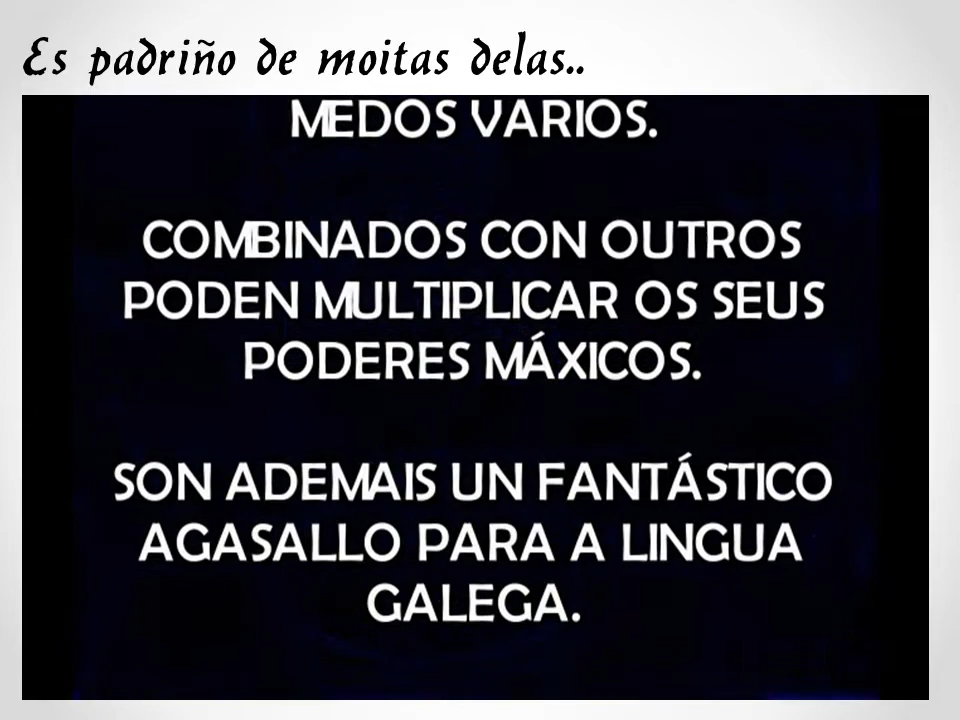 Es padriño de moitas delas..
MEDOS VARIOS.
COMBINADOS CON OUTROS
PODEN MULTIPLICAR OS SEUS
PODERES MÁXICOS.
SON ADEMAIS UN FANTÁSTICO
AGASALLO PARA A LINGUA
GALEGA.